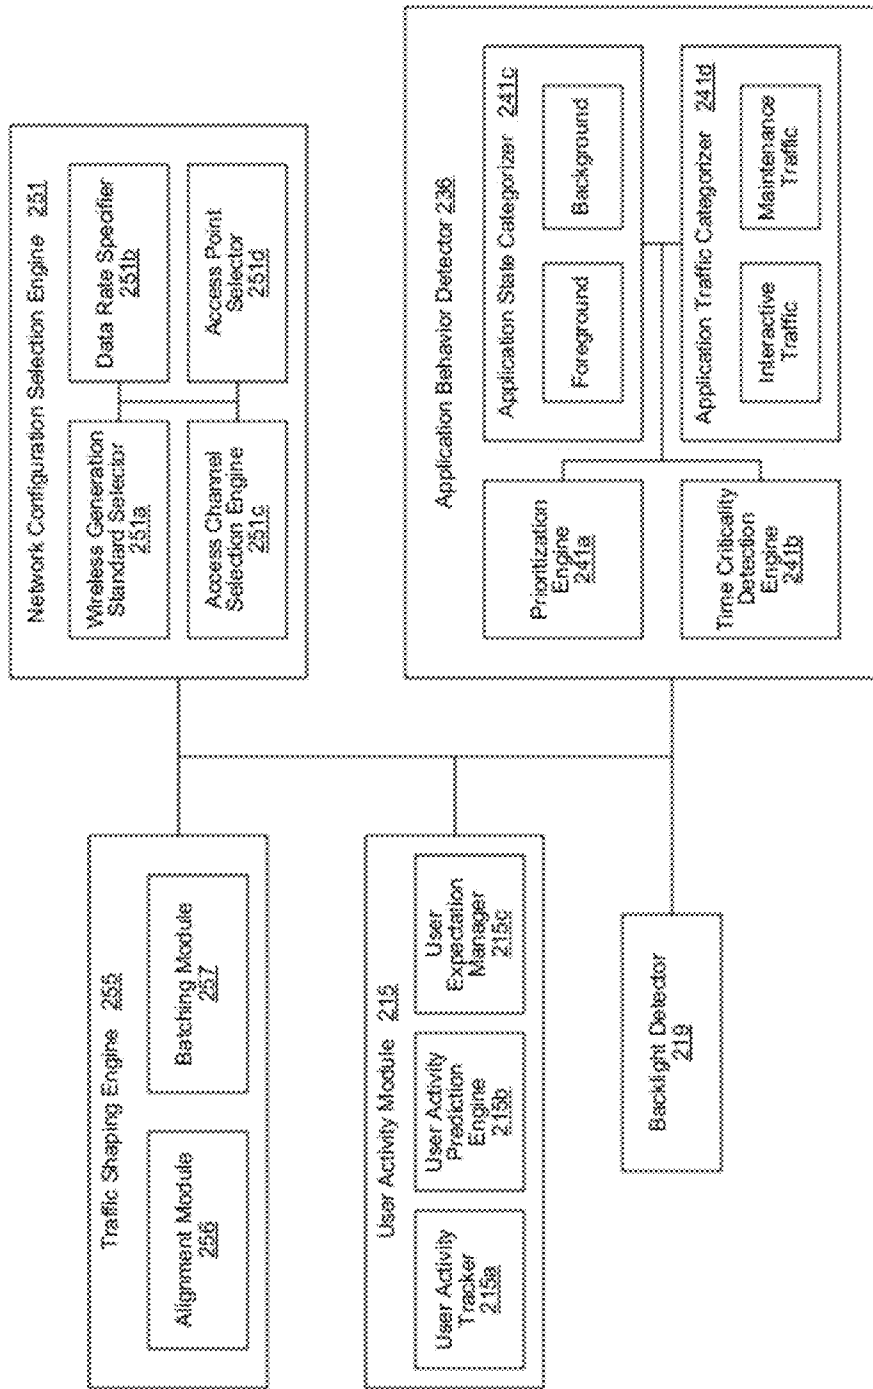 Traffic Shaping Engine 255
Alignment Module
256
Batching Module
257
Network Configuration Selection Engine 251
Wireless Generation
Standard Selector
251a
Data Rate Specifier
251b
Access Channel
Selection Engine
251c
Access Point
Selector
251d
User Activity Module 215
User Activity
Tracker
215a
User Activity
Prediction
Engine
215b
User
Expectation
Manager
215c
Backlight Detector
219
Application Behavior Detector 236
Prioritization
Engine
241a
Time Criticality
Detection
Engine
241b
Application State Categorizer 241c
Foreground
Background
Application Traffic Categorizer 241d
Interactive
Traffic
Maintenance
Traffic